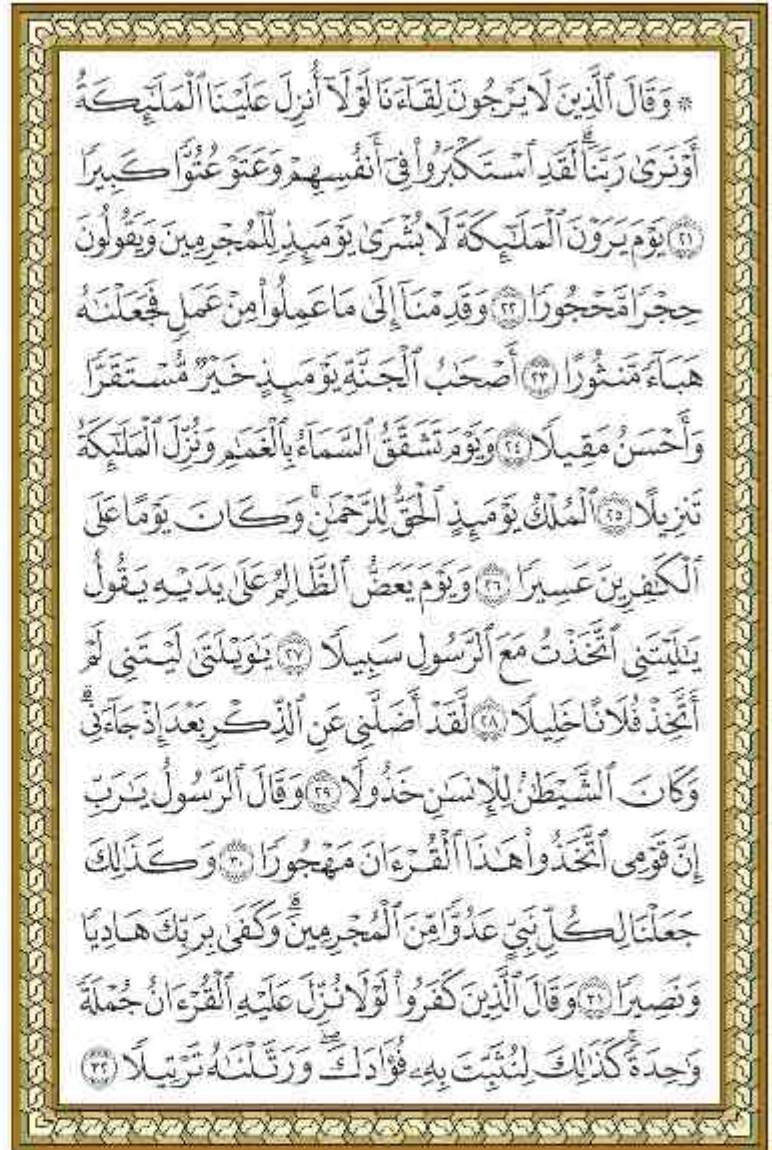 ۞ وَقَالَ ٱلَّذِينَ لَا يَرْجُونَ لِقَآءَنَا لَوْلَآ أُنزِلَ عَلَيْنَا ٱلْمَلَٰٓئِكَةُ
أَوْ نَرَىٰ رَبَّنَا ۗ لَقَدِ ٱسْتَكْبَرُوا۟ فِىٓ أَنفُسِهِمْ وَعَتَوْ عُتُوًّا كَبِيرًا
﴿٢١﴾ يَوْمَ يَرَوْنَ ٱلْمَلَٰٓئِكَةَ لَا بُشْرَىٰ يَوْمَئِذٍ لِّلْمُجْرِمِينَ وَيَقُولُونَ
حِجْرًا مَّحْجُورًا ﴿٢٢﴾ وَقَدِمْنَآ إِلَىٰ مَا عَمِلُوا۟ مِنْ عَمَلٍ فَجَعَلْنَٰهُ
هَبَآءً مَّنثُورًا ﴿٢٣﴾ أَصْحَٰبُ ٱلْجَنَّةِ يَوْمَئِذٍ خَيْرٌ مُّسْتَقَرًّا
وَأَحْسَنُ مَقِيلًا ﴿٢٤﴾ وَيَوْمَ تَشَقَّقُ ٱلسَّمَآءُ بِٱلْغَمَٰمِ وَنُزِّلَ ٱلْمَلَٰٓئِكَةُ
تَنزِيلًا ﴿٢٥﴾ ٱلْمُلْكُ يَوْمَئِذٍ ٱلْحَقُّ لِلرَّحْمَٰنِ ۚ وَكَانَ يَوْمًا عَلَى
ٱلْكَٰفِرِينَ عَسِيرًا ﴿٢٦﴾ وَيَوْمَ يَعَضُّ ٱلظَّالِمُ عَلَىٰ يَدَيْهِ يَقُولُ
يَٰلَيْتَنِى ٱتَّخَذْتُ مَعَ ٱلرَّسُولِ سَبِيلًا ﴿٢٧﴾ يَٰوَيْلَتَىٰ لَيْتَنِى لَمْ
أَتَّخِذْ فُلَانًا خَلِيلًا ﴿٢٨﴾ لَّقَدْ أَضَلَّنِى عَنِ ٱلذِّكْرِ بَعْدَ إِذْ جَآءَنِى ۗ
وَكَانَ ٱلشَّيْطَٰنُ لِلْإِنسَٰنِ خَذُولًا ﴿٢٩﴾ وَقَالَ ٱلرَّسُولُ يَٰرَبِّ
إِنَّ قَوْمِى ٱتَّخَذُوا۟ هَٰذَا ٱلْقُرْءَانَ مَهْجُورًا ﴿٣٠﴾ وَكَذَٰلِكَ
جَعَلْنَا لِكُلِّ نَبِىٍّ عَدُوًّا مِّنَ ٱلْمُجْرِمِينَ ۗ وَكَفَىٰ بِرَبِّكَ هَادِيًا
وَنَصِيرًا ﴿٣١﴾ وَقَالَ ٱلَّذِينَ كَفَرُوا۟ لَوْلَا نُزِّلَ عَلَيْهِ ٱلْقُرْءَانُ جُمْلَةً
وَٰحِدَةً ۚ كَذَٰلِكَ لِنُثَبِّتَ بِهِۦ فُؤَادَكَ ۖ وَرَتَّلْنَٰهُ تَرْتِيلًا ﴿٣٢﴾